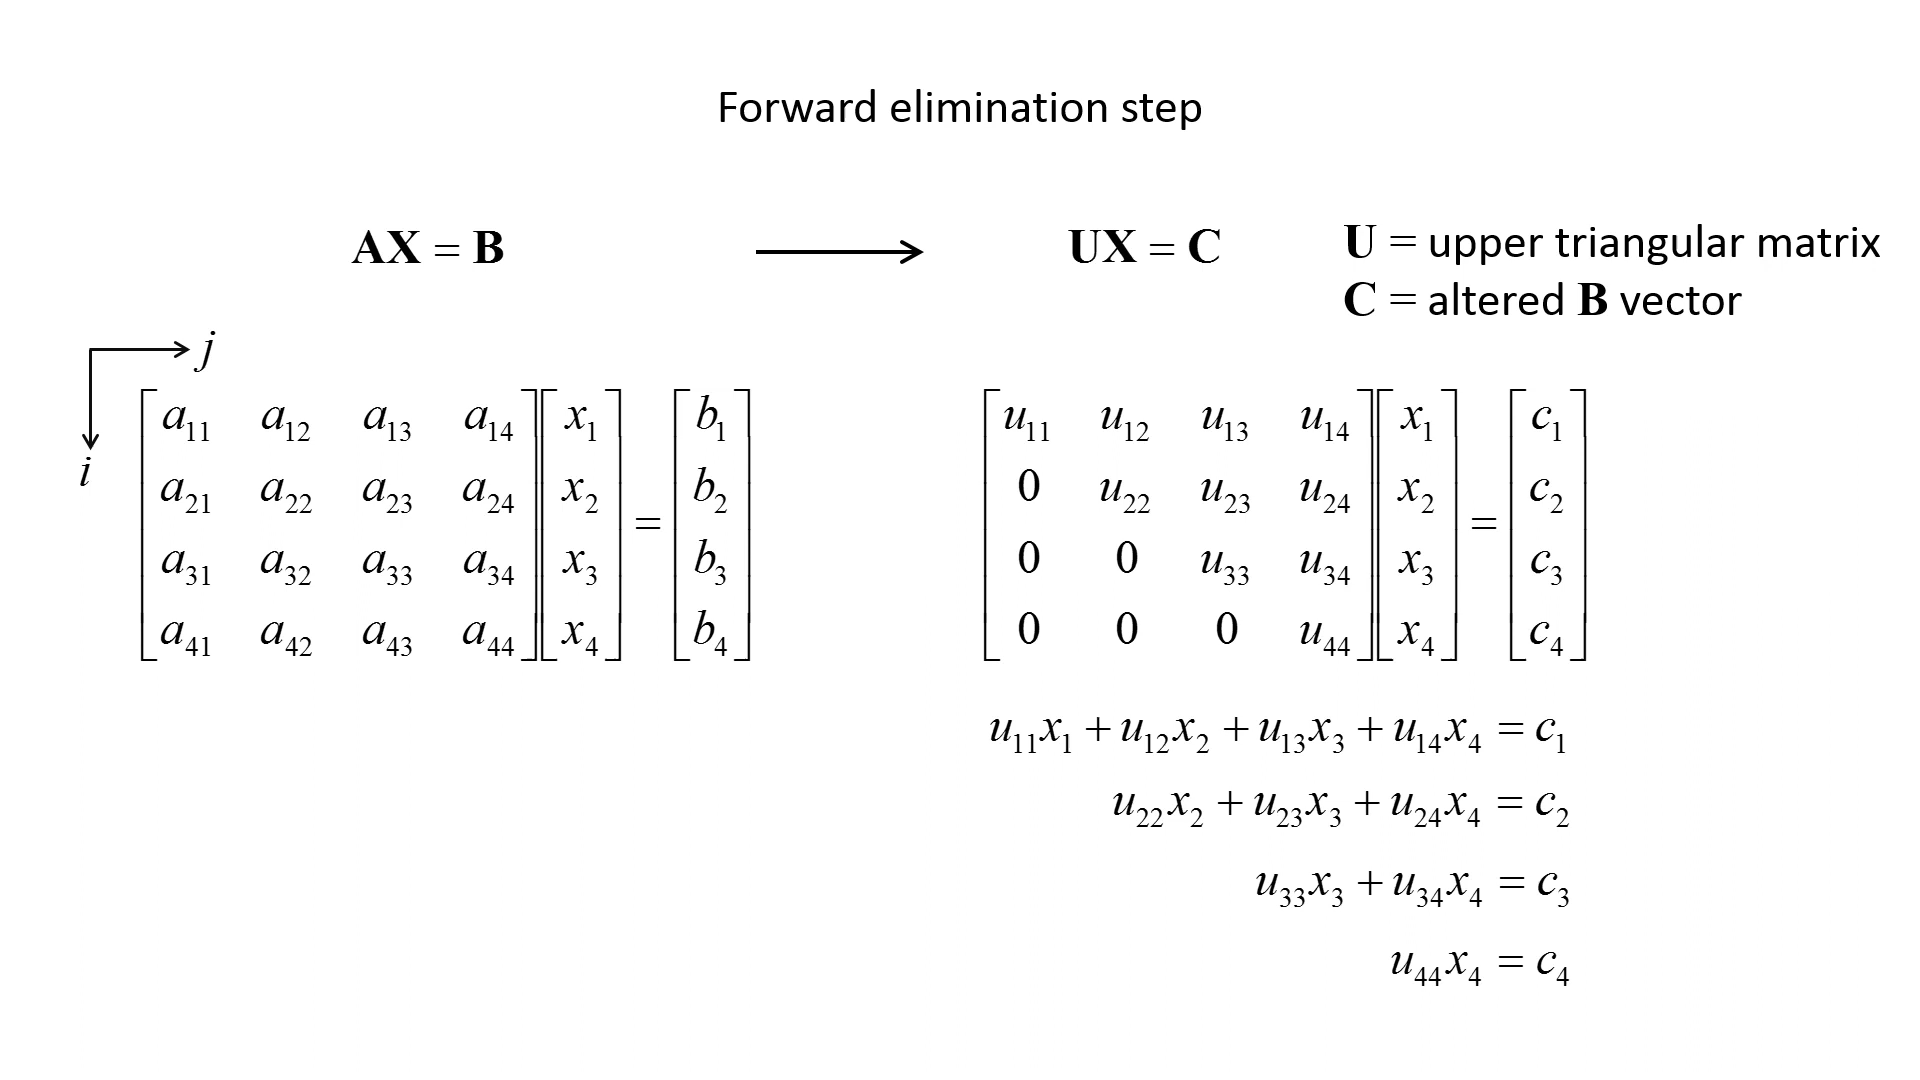 Forward elimination step
AX = B
UX = C
U = upper triangular matrix
C = altered B vector
j
i
a₁₁ a₁₂ a₁₃ a₁₄ x₁ b₁
a₂₁ a₂₂ a₂₃ a₂₄ x₂ b₂
=
a₃₁ a₃₂ a₃₃ a₃₄ x₃ b₃
a₄₁ a₄₂ a₄₃ a₄₄ x₄ b₄
u₁₁ u₁₂ u₁₃ u₁₄ x₁ c₁
0 u₂₂ u₂₃ u₂₄ x₂ c₂
=
0 0 u₃₃ u₃₄ x₃ c₃
0 0 0 u₄₄ x₄ c₄
u₁₁x₁ + u₁₂x₂ + u₁₃x₃ + u₁₄x₄ = c₁
u₂₂x₂ + u₂₃x₃ + u₂₄x₄ = c₂
u₃₃x₃ + u₃₄x₄ = c₃
u₄₄x₄ = c₄